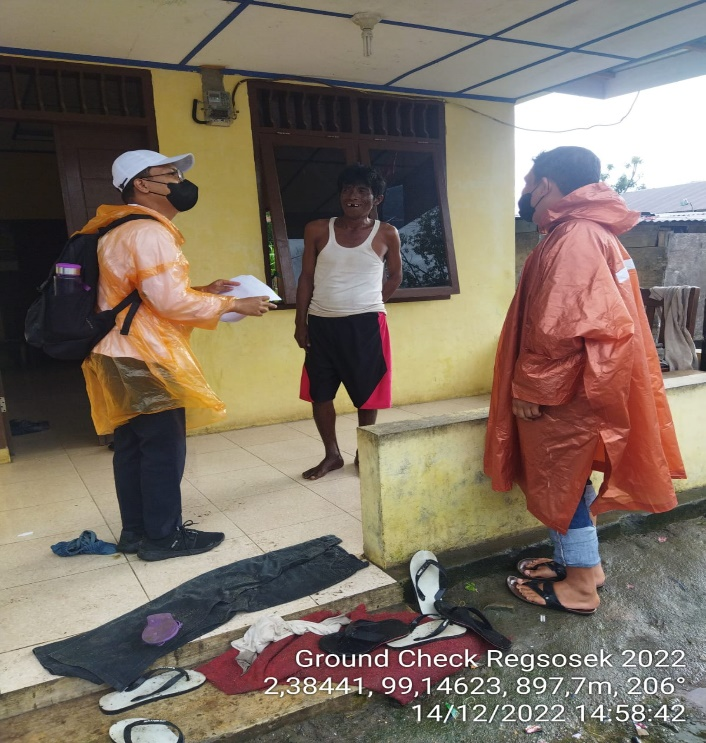 Ground Check Regsosek 2022
2,38441, 99,14623, 897,7m, 206°
14/12/2022 14:58:42